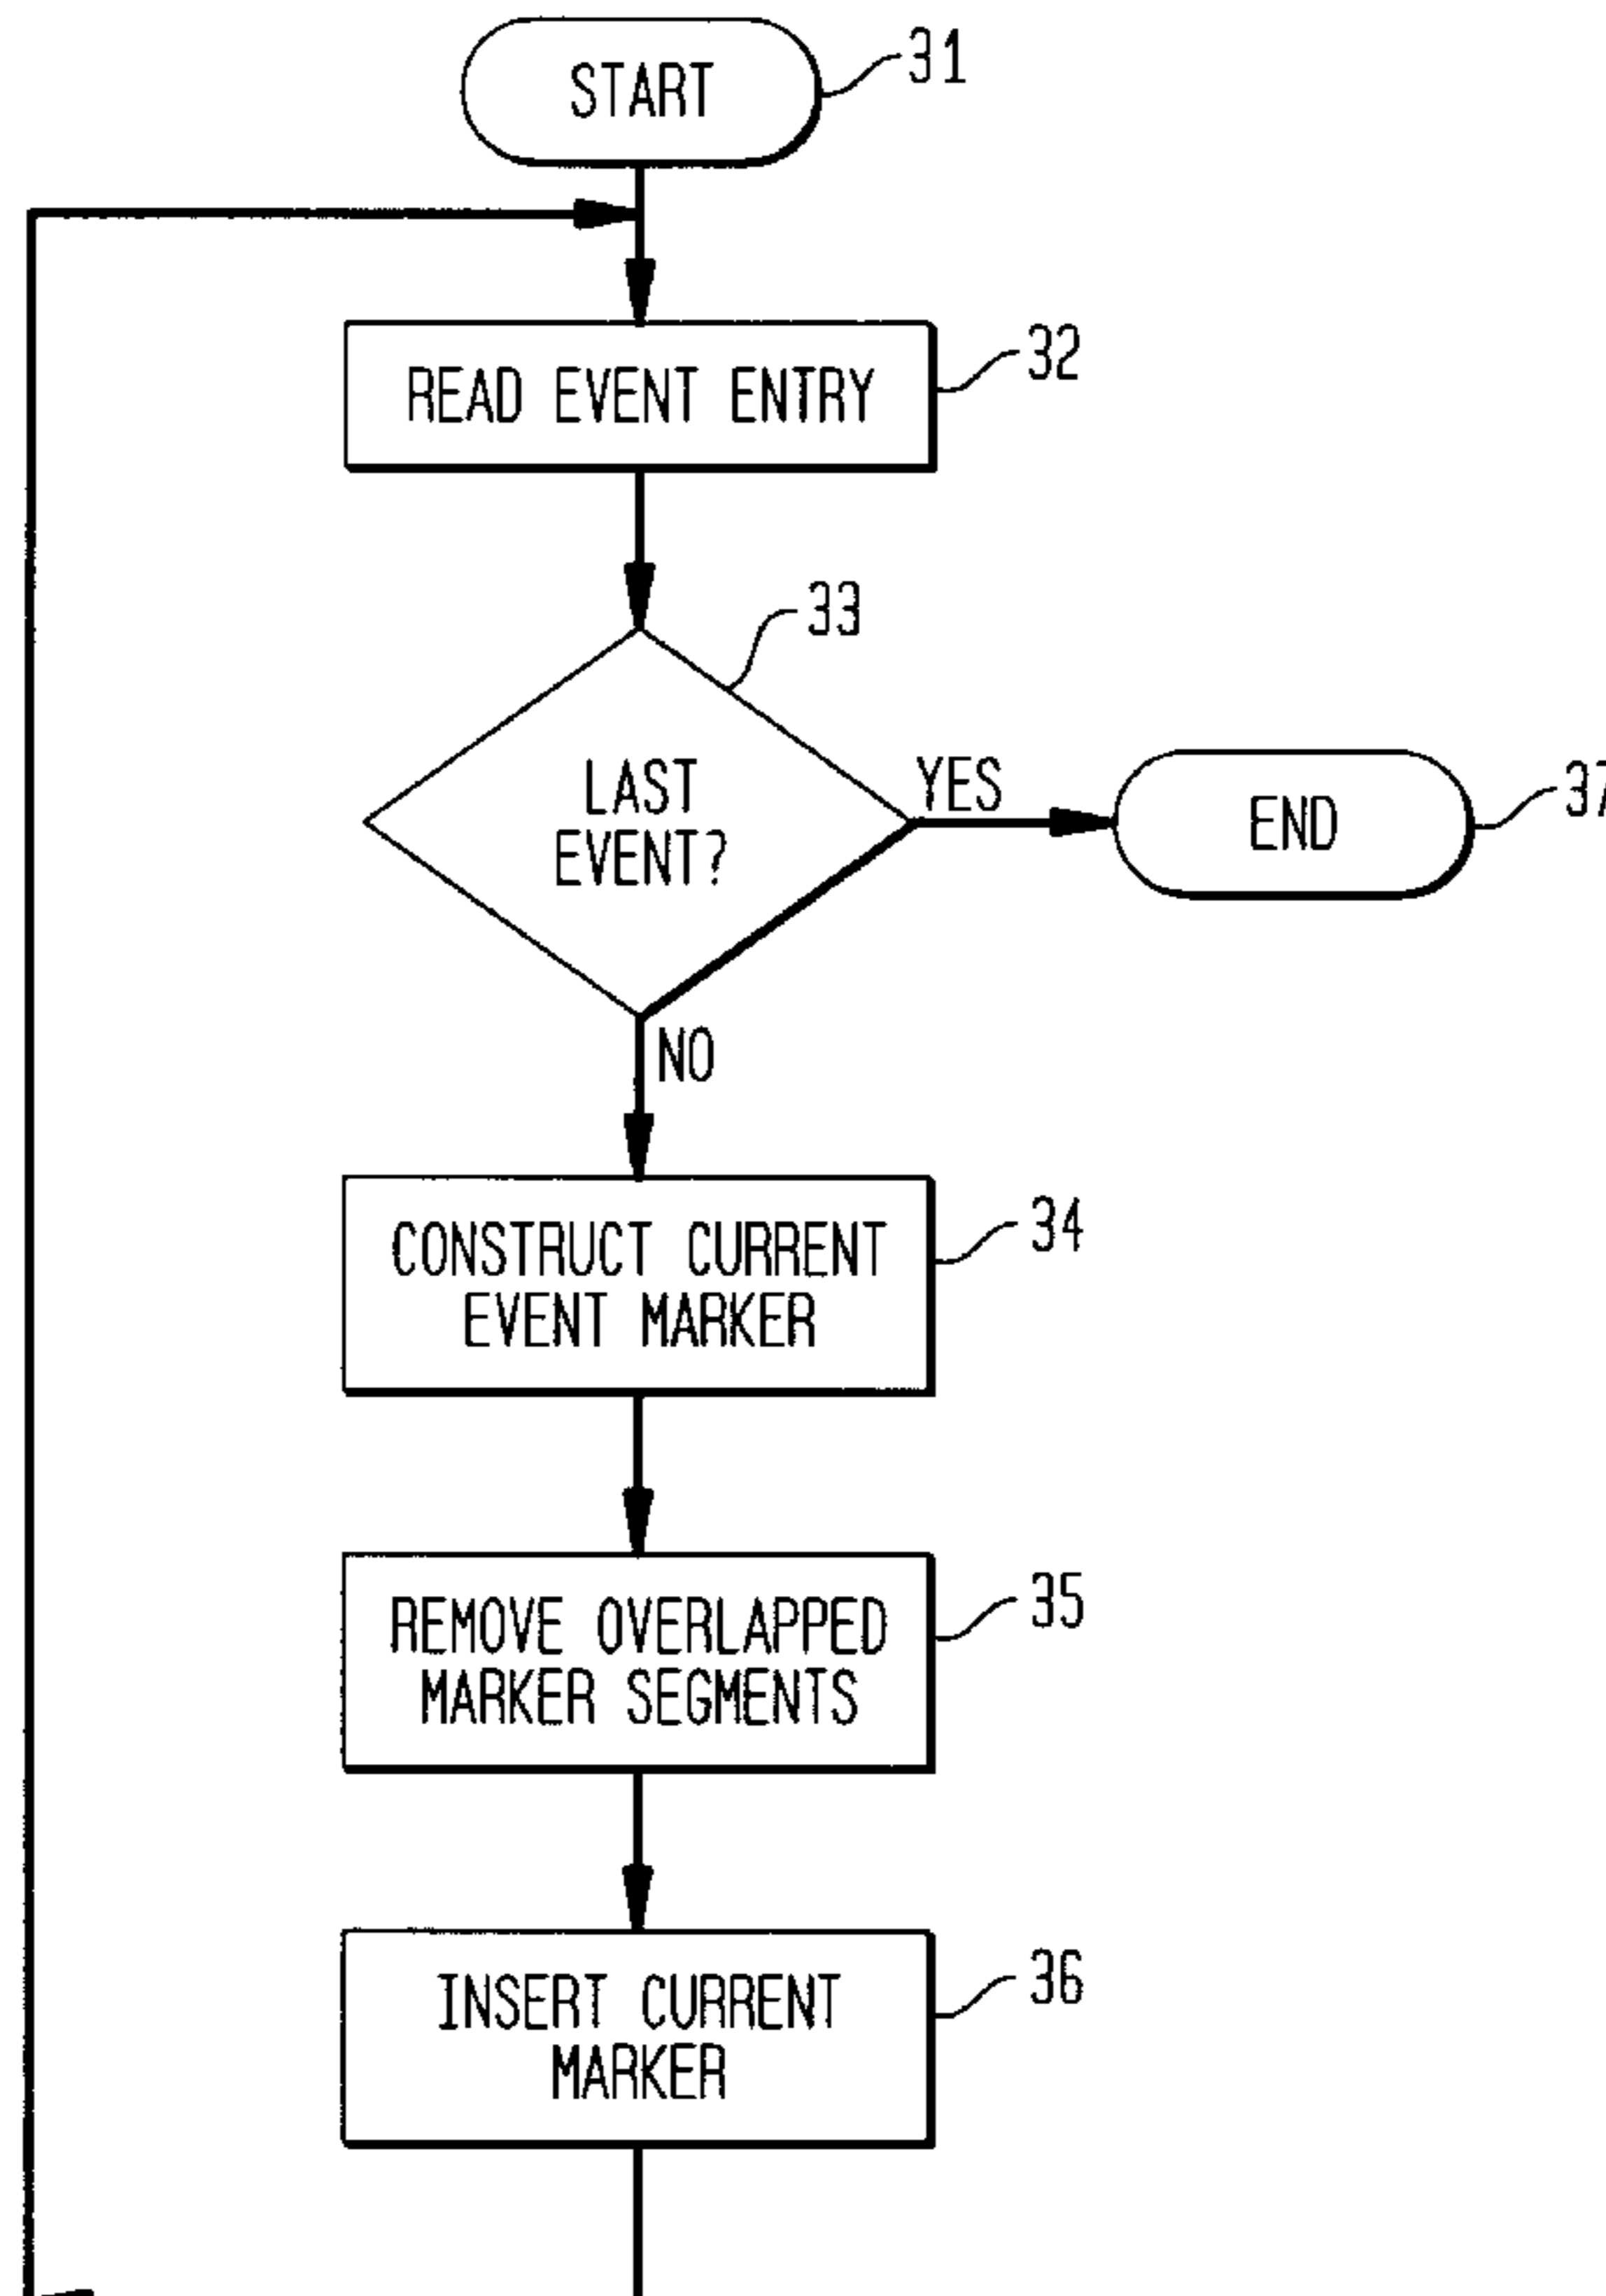 START
31
READ EVENT ENTRY
32
33
LAST
EVENT?
YES
END
37
NO
CONSTRUCT CURRENT
EVENT MARKER
34
REMOVE OVERLAPPED
MARKER SEGMENTS
35
INSERT CURRENT
MARKER
36